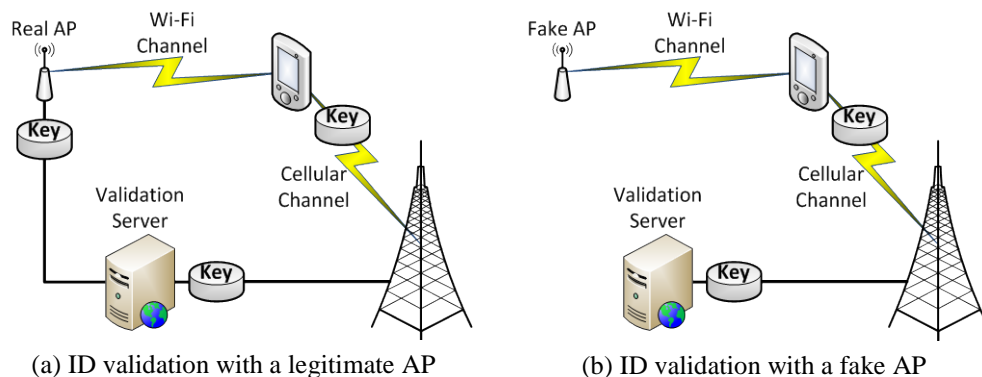 Real AP
Wi-Fi
Channel
Key
Key
Cellular
Channel
Validation
Server
Key
(a) ID validation with a legitimate AP
Fake AP
Wi-Fi
Channel
Key
Cellular
Channel
Validation
Server
Key
(b) ID validation with a fake AP